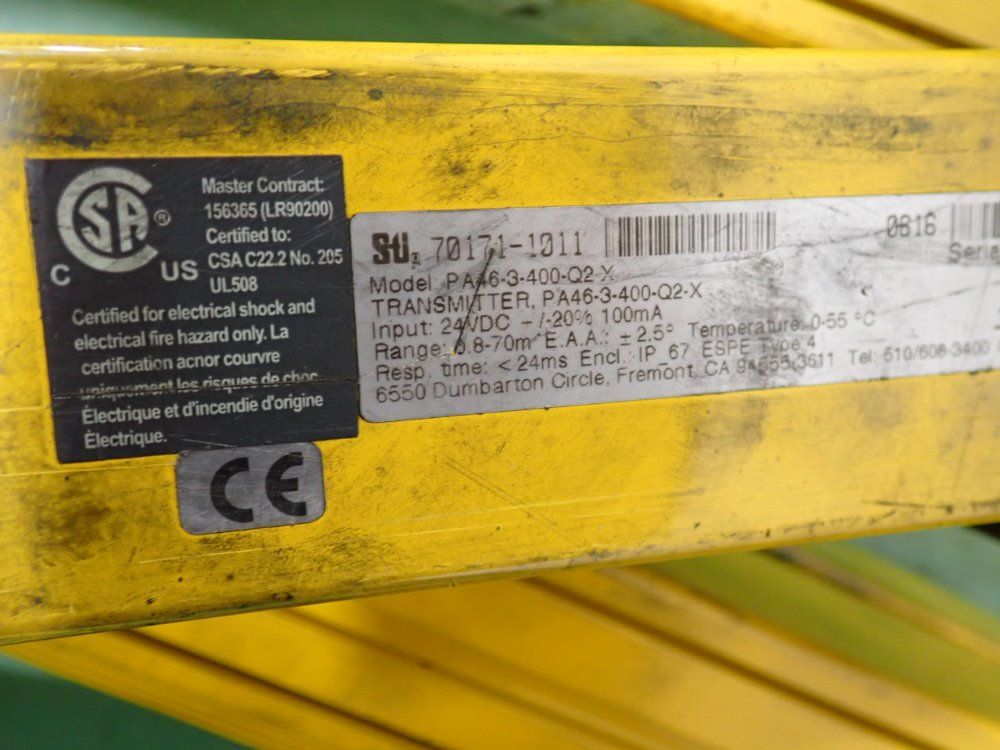 CSA ®
C US
Master Contract:
156365 (LR90200)
Certified to:
CSA C22.2 No. 205
UL508
Certified for electrical shock and
electrical fire hazard only. La
certification acnor courvre
uniquement les risques de choc
Électrique et d'incendie d'origine
Électrique.
CE
STI® 70171-1011
0816
Model PA46-3-400-Q2-X
TRANSMITTER, PA46-3-400-Q2-X
Input: 24VDC +/-20% 100mA
Range: 0.8-70m E.A.A.: ± 2.5° Temperature: 0-55 °C
Resp. time: < 24ms Encl.: IP 67 ESPE Type 4
6550 Dumbarton Circle, Fremont, CA 94555-3611 Tel: 510/608-3400